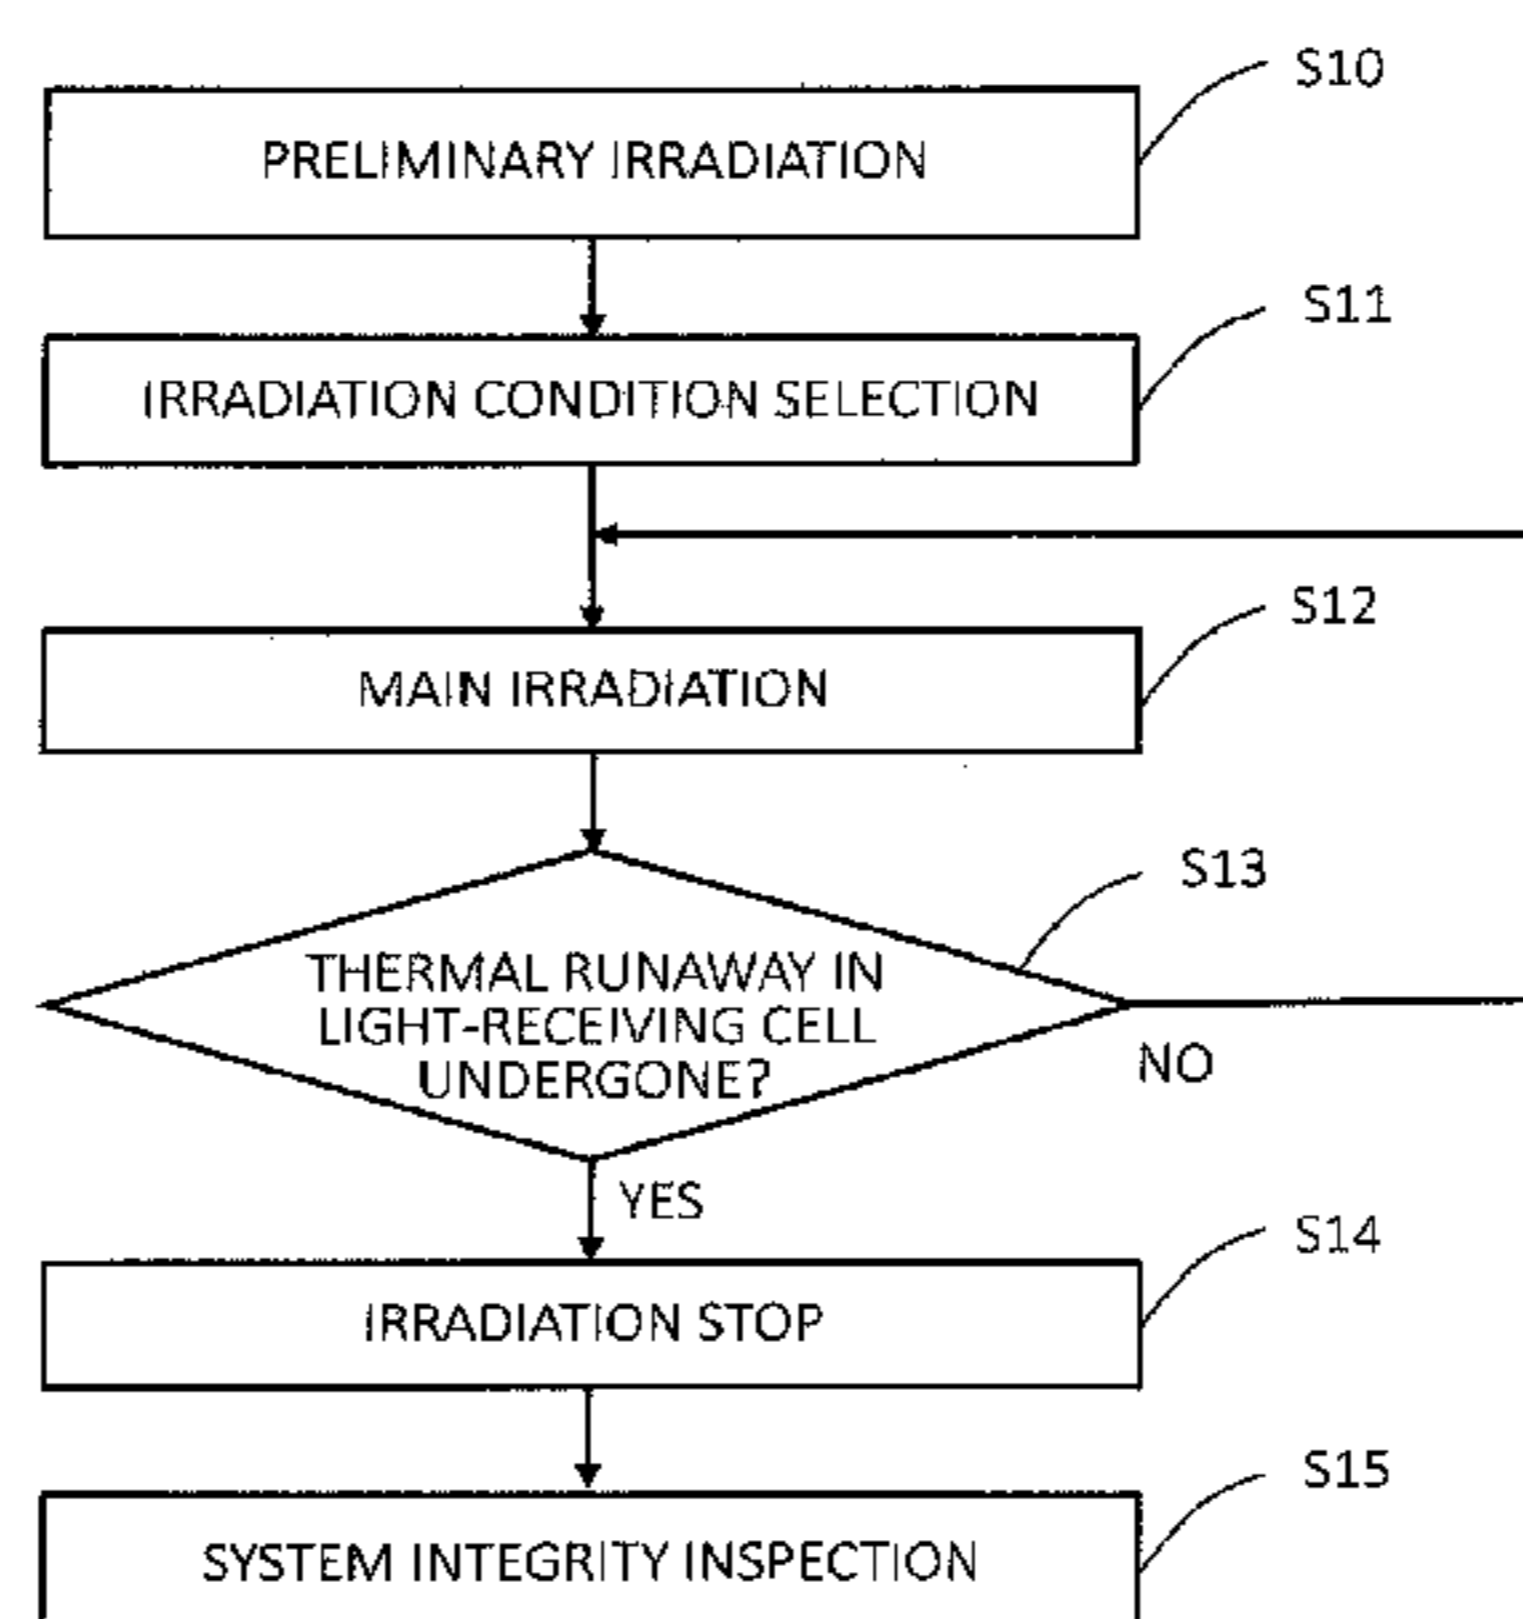 S10
PRELIMINARY IRRADIATION
S11
IRRADIATION CONDITION SELECTION
S12
MAIN IRRADIATION
S13
THERMAL RUNAWAY IN
LIGHT-RECEIVING CELL
UNDERGONE?
NO
YES
S14
IRRADIATION STOP
S15
SYSTEM INTEGRITY INSPECTION